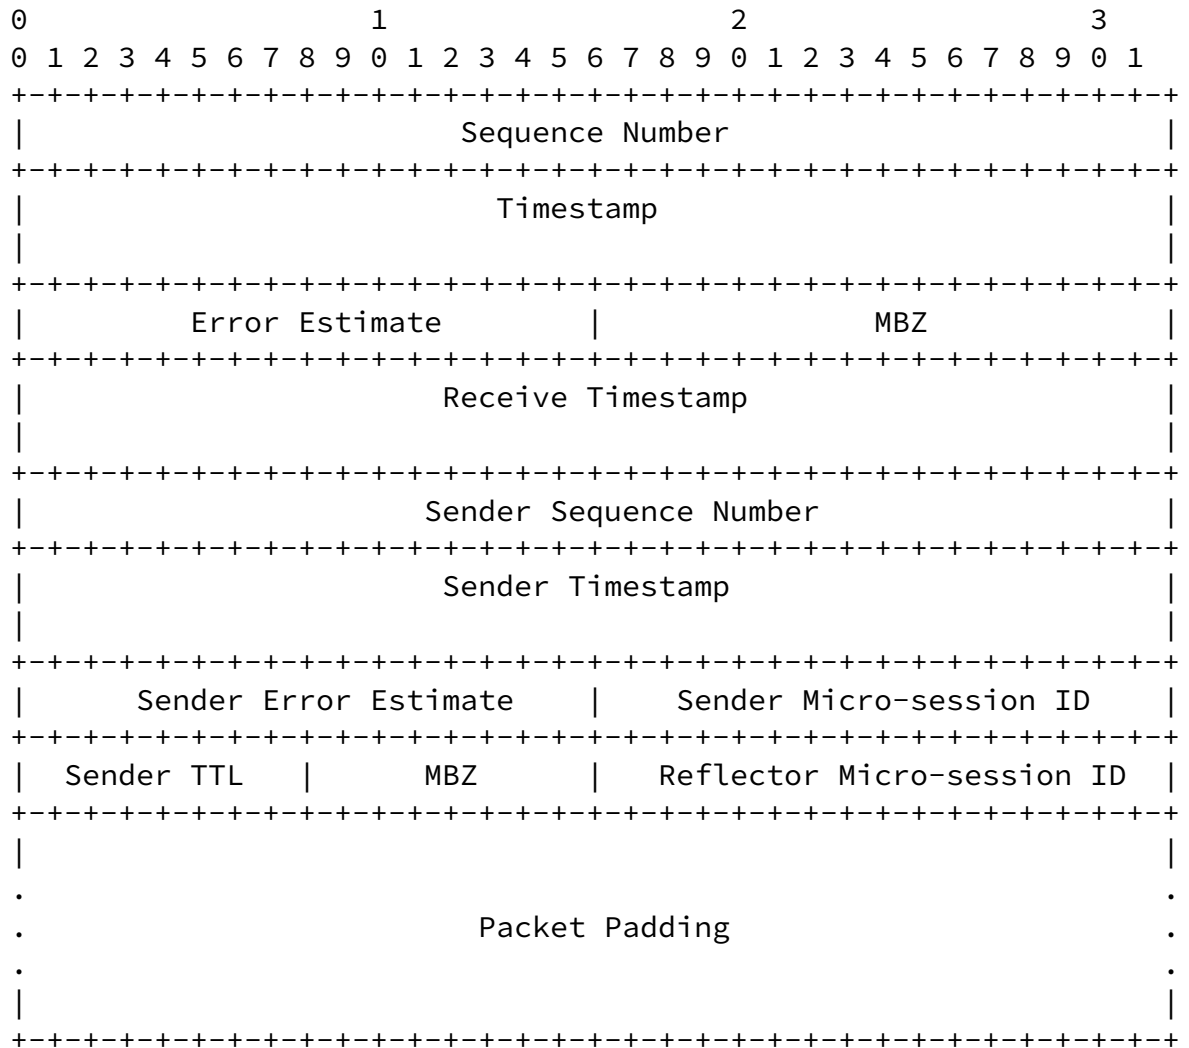 0                   1                   2                   3
0 1 2 3 4 5 6 7 8 9 0 1 2 3 4 5 6 7 8 9 0 1 2 3 4 5 6 7 8 9 0 1
+-+-+-+-+-+-+-+-+-+-+-+-+-+-+-+-+-+-+-+-+-+-+-+-+-+-+-+-+-+-+-+-+
|                        Sequence Number                        |
+-+-+-+-+-+-+-+-+-+-+-+-+-+-+-+-+-+-+-+-+-+-+-+-+-+-+-+-+-+-+-+-+
|                          Timestamp                            |
|                                                               |
+-+-+-+-+-+-+-+-+-+-+-+-+-+-+-+-+-+-+-+-+-+-+-+-+-+-+-+-+-+-+-+-+
|         Error Estimate        |               MBZ             |
+-+-+-+-+-+-+-+-+-+-+-+-+-+-+-+-+-+-+-+-+-+-+-+-+-+-+-+-+-+-+-+-+
|                       Receive Timestamp                       |
|                                                               |
+-+-+-+-+-+-+-+-+-+-+-+-+-+-+-+-+-+-+-+-+-+-+-+-+-+-+-+-+-+-+-+-+
|                      Sender Sequence Number                   |
+-+-+-+-+-+-+-+-+-+-+-+-+-+-+-+-+-+-+-+-+-+-+-+-+-+-+-+-+-+-+-+-+
|                       Sender Timestamp                        |
|                                                               |
+-+-+-+-+-+-+-+-+-+-+-+-+-+-+-+-+-+-+-+-+-+-+-+-+-+-+-+-+-+-+-+-+
|      Sender Error Estimate    |    Sender Micro-session ID    |
+-+-+-+-+-+-+-+-+-+-+-+-+-+-+-+-+-+-+-+-+-+-+-+-+-+-+-+-+-+-+-+-+
|  Sender TTL   |      MBZ      |   Reflector Micro-session ID  |
+-+-+-+-+-+-+-+-+-+-+-+-+-+-+-+-+-+-+-+-+-+-+-+-+-+-+-+-+-+-+-+-+
|                                                               |
.                                                               .
.                         Packet Padding                        .
.                                                               .
|                                                               |
+-+-+-+-+-+-+-+-+-+-+-+-+-+-+-+-+-+-+-+-+-+-+-+-+-+-+-+-+-+-+-+-+